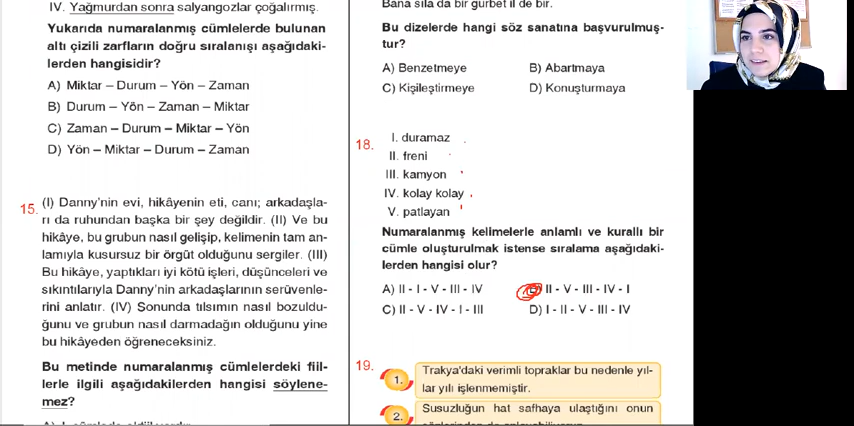 IV. Yağmurdan sonra salyangozlar çoğalırmış.
Yukarıda numaralanmış cümlelerde bulunan
altı çizili zarfların doğru sıralanışı aşağıdaki-
lerden hangisidir?
A) Miktar – Durum – Yön – Zaman
B) Durum – Yön – Zaman – Miktar
C) Zaman – Durum – Miktar – Yön
D) Yön – Miktar – Durum – Zaman
15.
(I) Danny'nin evi, hikâyenin eti, canı; arkadaşla-
rı da ruhundan başka bir şey değildir. (II) Ve bu
hikâye, bu grubun nasıl gelişip, kelimenin tam an-
lamıyla kusursuz bir örgüt olduğunu sergiler. (III)
Bu hikâye, yaptıkları iyi kötü işleri, düşünceleri ve
sıkıntılarıyla Danny'nin arkadaşlarının serüvenle-
rini anlatır. (IV) Sonunda tılsımın nasıl bozuldu-
ğunu ve grubun nasıl darmadağın olduğunu yine
bu hikâyeden öğreneceksiniz.
Bu metinde numaralanmış cümlelerdeki fiil-
lerle ilgili aşağıdakilerden hangisi söylene-
mez?
Bana sıla da bir gurbet il de bir.
Bu dizelerde hangi söz sanatına başvurulmuş-
tur?
A) Benzetmeye B) Abartmaya
C) Kişileştirmeye D) Konuşturmaya
18.
I. duramaz
II. freni
III. kamyon
IV. kolay kolay
V. patlayan
Numaralanmış kelimelerle anlamlı ve kurallı bir
cümle oluşturulmak istense sıralama aşağıdaki-
lerden hangisi olur?
A) II - I - V - III - IV B) II - V - III - IV - I
C) II - V - IV - I - III D) I - II - V - III - IV
19.
1. Trakya'daki verimli topraklar bu nedenle yıl-
lar yılı işlenmemiştir.
2. Susuzluğun hat safhaya ulaştığını onun